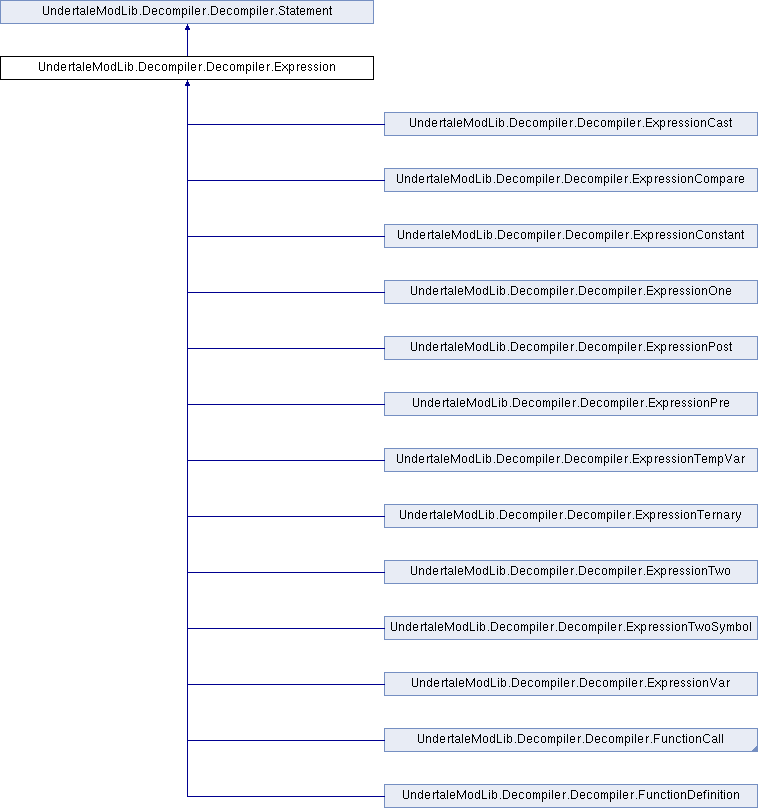 UndertaleModLib.Decompiler.Decompiler.Statement
UndertaleModLib.Decompiler.Decompiler.Expression
UndertaleModLib.Decompiler.Decompiler.ExpressionCast
UndertaleModLib.Decompiler.Decompiler.ExpressionCompare
UndertaleModLib.Decompiler.Decompiler.ExpressionConstant
UndertaleModLib.Decompiler.Decompiler.ExpressionOne
UndertaleModLib.Decompiler.Decompiler.ExpressionPost
UndertaleModLib.Decompiler.Decompiler.ExpressionPre
UndertaleModLib.Decompiler.Decompiler.ExpressionTempVar
UndertaleModLib.Decompiler.Decompiler.ExpressionTernary
UndertaleModLib.Decompiler.Decompiler.ExpressionTwo
UndertaleModLib.Decompiler.Decompiler.ExpressionTwoSymbol
UndertaleModLib.Decompiler.Decompiler.ExpressionVar
UndertaleModLib.Decompiler.Decompiler.FunctionCall
UndertaleModLib.Decompiler.Decompiler.FunctionDefinition